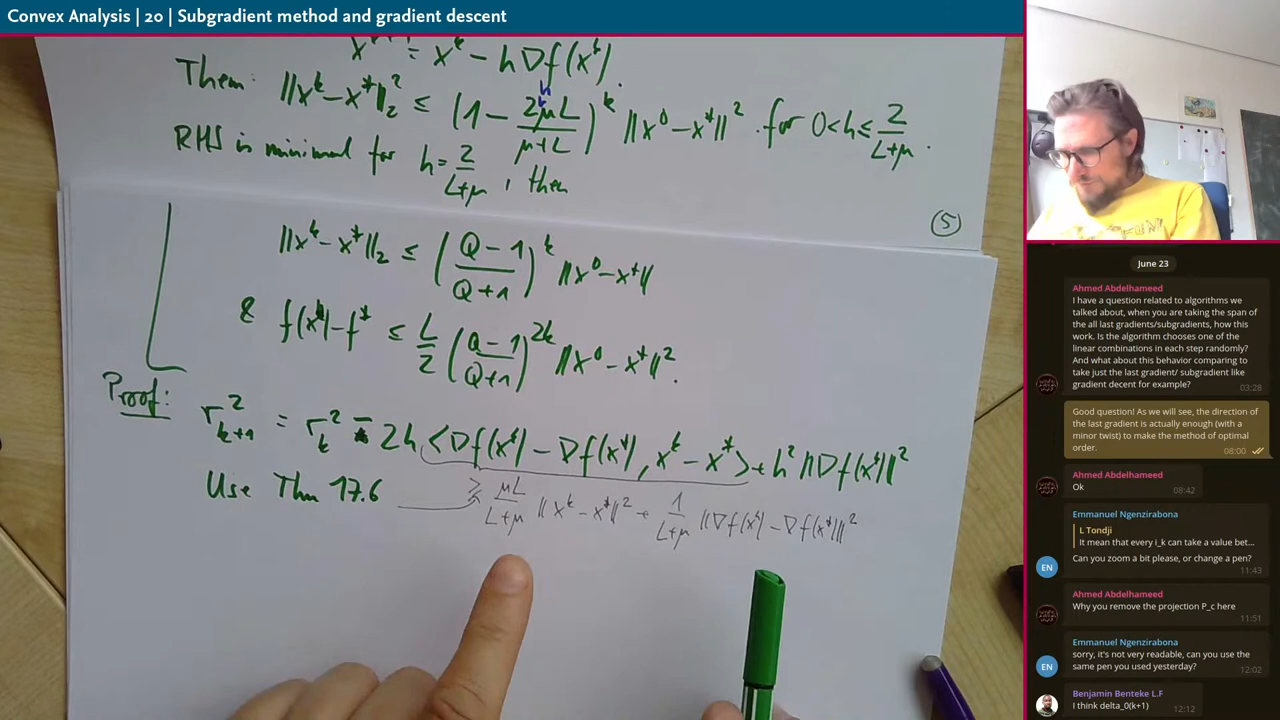 Convex Analysis | 20 | Subgradient method and gradient descent
x^{k+1} = x^k - h∇f(x^k).
Then: ||x^k - x^*||_2^2 ≤ (1 - 2hμL/(μ+L))^k ||x^0 - x^*||^2 . for 0<h≤ 2/(L+μ) .
RHS is minimal for h = 2/(L+μ) , then
⑤
||x^k - x^*||_2 ≤ ((Q-1)/(Q+1))^k ||x^0 - x^*||
& f(x^k) - f^* ≤ L/2 ((Q-1)/(Q+1))^{2k} ||x^0 - x^*||^2.
Proof: r_{k+1}^2 = r_k^2 - 2h <∇f(x^k) - ∇f(x^*), x^k - x^*> + h^2 ||∇f(x^k)||^2
Use Thm 17.6 ≥ μL/(L+μ) ||x^k - x^*||^2 + 1/(L+μ) ||∇f(x^k) - ∇f(x^*)||^2
June 23
Ahmed Abdelhameed
I have a question related to algorithms we
talked about, when you are taking the span of
the all last gradients/subgradients, how this
work. Is the algorithm chooses one of the
linear combinations in each step randomly?
And what about this behavior comparing to
take just the last gradient/ subgradient like
gradient decent for example?
03:28
Good question! As we will see, the direction of
the last gradient is actually enough (with a
minor twist) to make the method of optimal
order.
08:00
Ahmed Abdelhameed
Ok
08:42
Emmanuel Ngenzirabona
L Tondji
It mean that every i_k can take a value bet...
EN
Can you zoom a bit please, or change a pen?
11:43
Ahmed Abdelhameed
Why you remove the projection P_c here
11:51
Emmanuel Ngenzirabona
sorry, it's not very readable, can you use the
EN
same pen you used yesterday?
12:02
Benjamin Benteke L.F
I think delta_0(k+1)
12:12